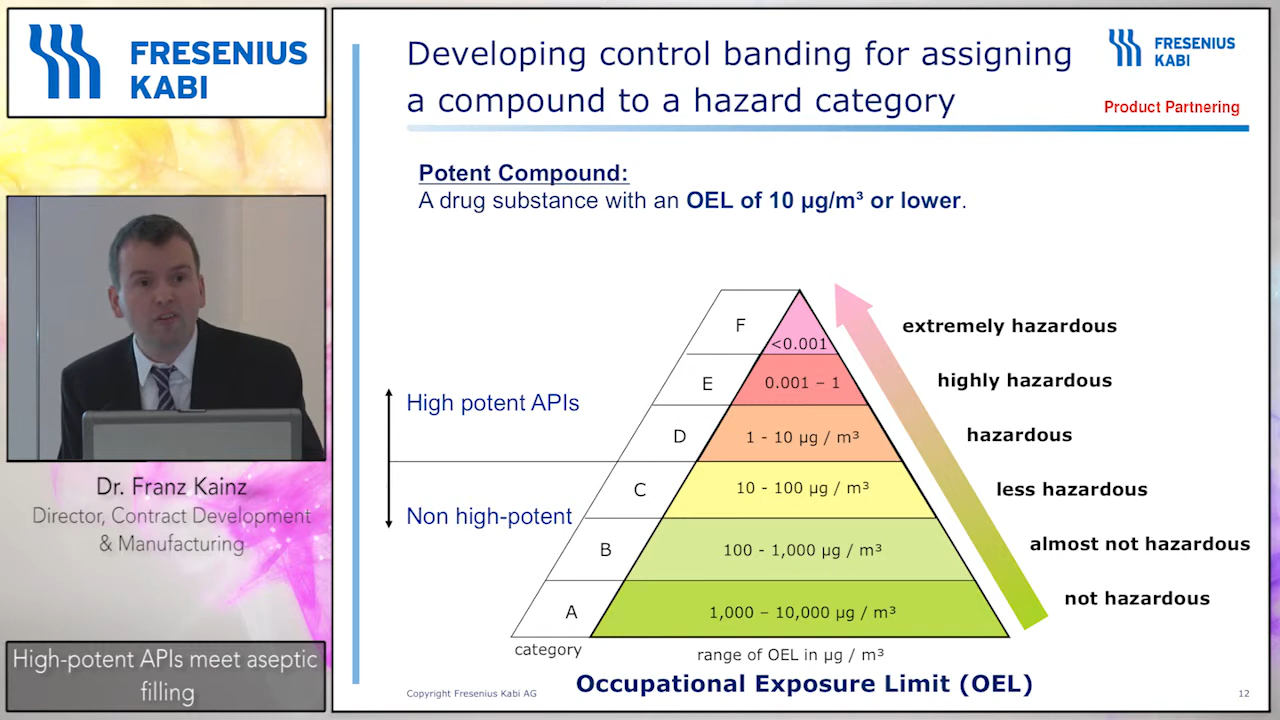 FRESENIUS
KABI
Dr. Franz Kainz
Director, Contract Development
& Manufacturing
High-potent APIs meet aseptic
filling
Developing control banding for assigning
a compound to a hazard category
FRESENIUS
KABI
Product Partnering
Potent Compound:
A drug substance with an OEL of 10 µg/m³ or lower.
F
<0.001
extremely hazardous
E
0.001 – 1
highly hazardous
High potent APIs
D
1 - 10 µg / m³
hazardous
C
10 - 100 µg / m³
less hazardous
Non high-potent
B
100 - 1,000 µg / m³
almost not hazardous
A
1,000 – 10,000 µg / m³
not hazardous
category
range of OEL in µg / m³
Occupational Exposure Limit (OEL)
Copyright Fresenius Kabi AG
12